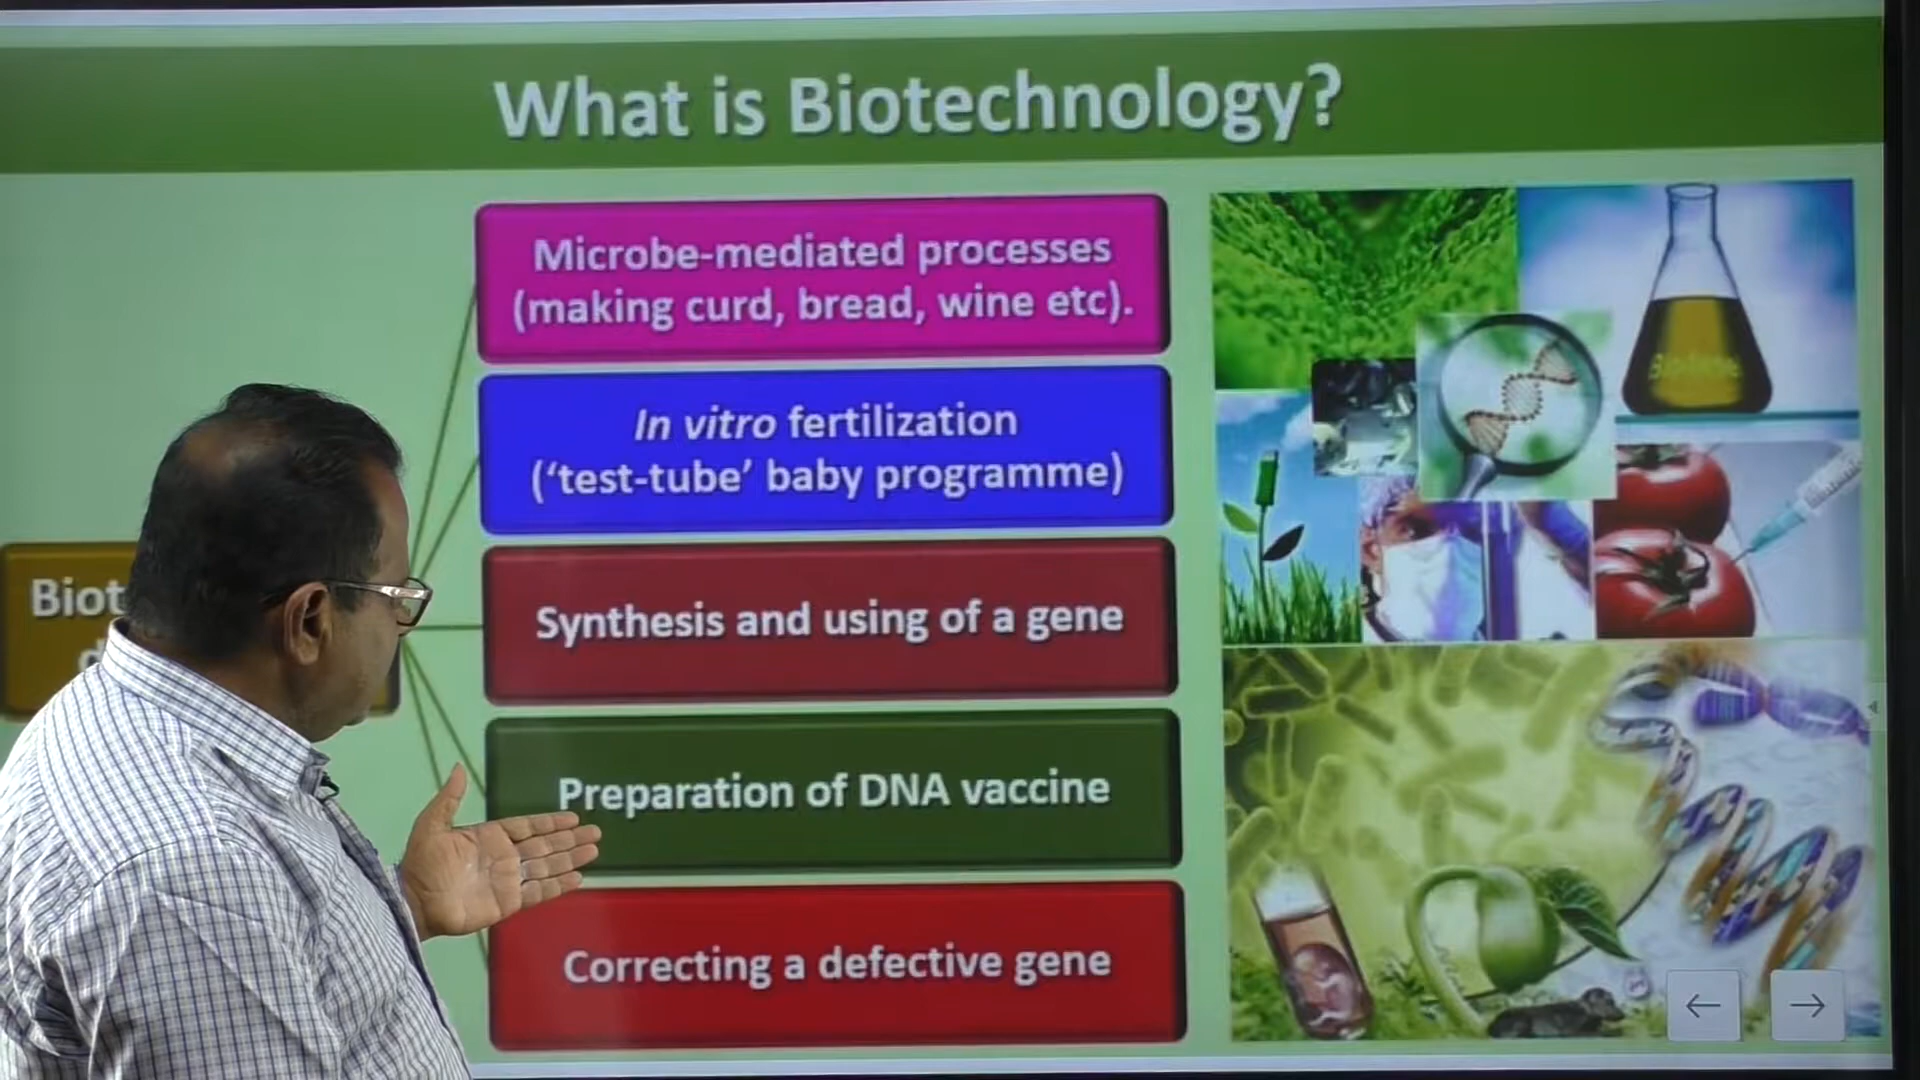 What is Biotechnology?
Microbe-mediated processes
(making curd, bread, wine etc).
In vitro fertilization
(‘test-tube’ baby programme)
Synthesis and using of a gene
Preparation of DNA vaccine
Correcting a defective gene